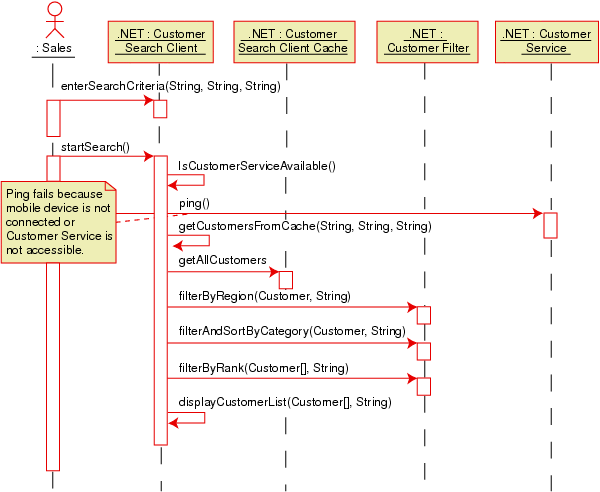 : Sales
.NET : Customer
Search Client
.NET : Customer
Search Client Cache
.NET :
Customer Filter
.NET : Customer
Service
enterSearchCriteria(String, String, String)
startSearch()
IsCustomerServiceAvailable()
Ping fails because
mobile device is not
connected or
Customer Service is
not accessible.
ping()
getCustomersFromCache(String, String, String)
getAllCustomers
filterByRegion(Customer, String)
filterAndSortByCategory(Customer, String)
filterByRank(Customer[], String)
displayCustomerList(Customer[], String)